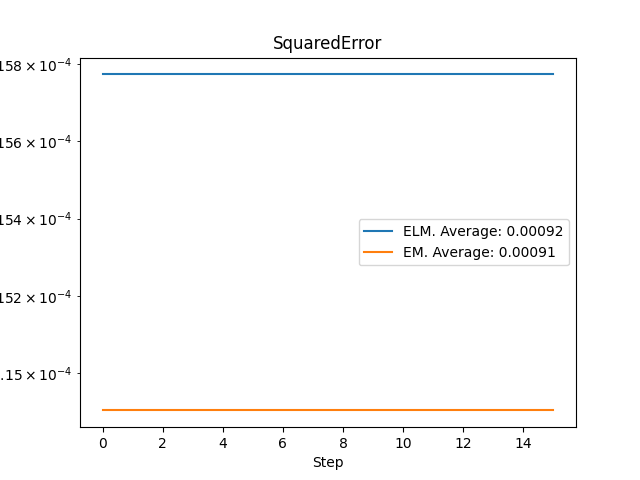 SquaredError
158 × 10⁻⁴
156 × 10⁻⁴
154 × 10⁻⁴
152 × 10⁻⁴
.15 × 10⁻⁴
ELM. Average: 0.00092
EM. Average: 0.00091
0 2 4 6 8 10 12 14
Step